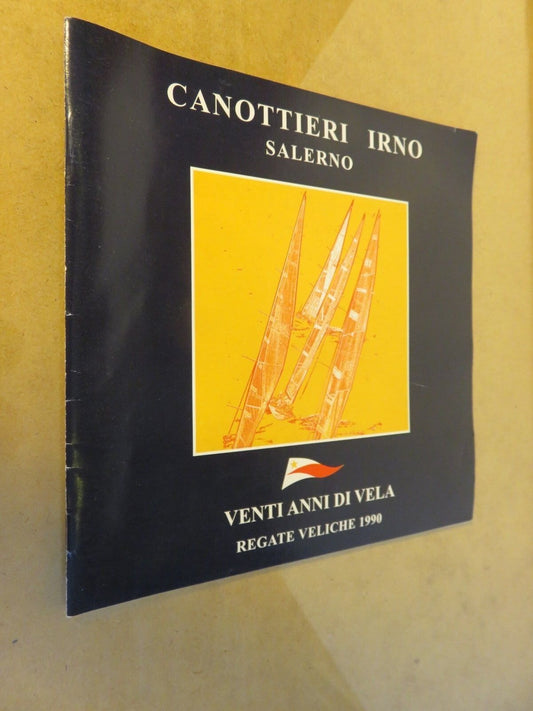 CANOTTIERI IRNO
SALERNO
VENTI ANNI DI VELA
REGATE VELICHE 1990